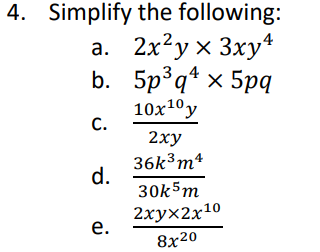 4. Simplify the following:
a. 2x²y × 3xy⁴
b. 5p³q⁴ × 5pq
c. 10x¹⁰y / 2xy
d. 36k³m⁴ / 30k⁵m
e. 2xy×2x¹⁰ / 8x²⁰